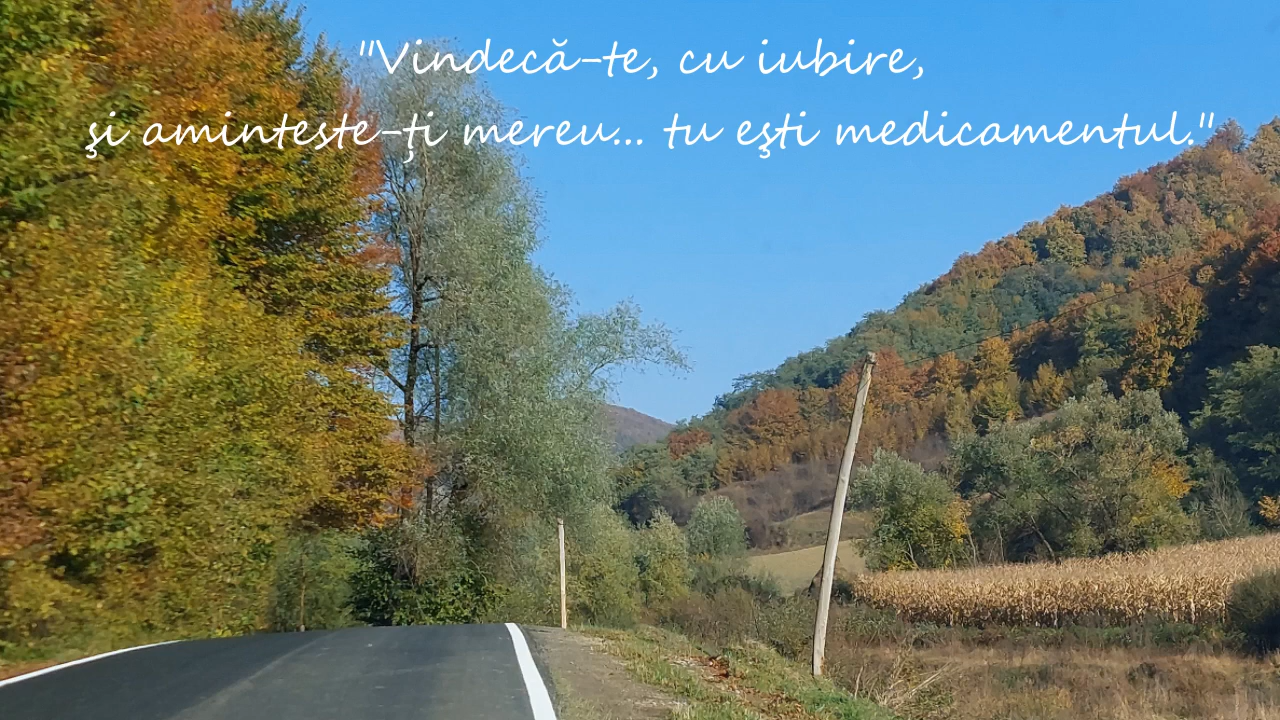 "Vindecă-te, cu iubire,
şi aminteste-ţi mereu... tu eşti medicamentul."